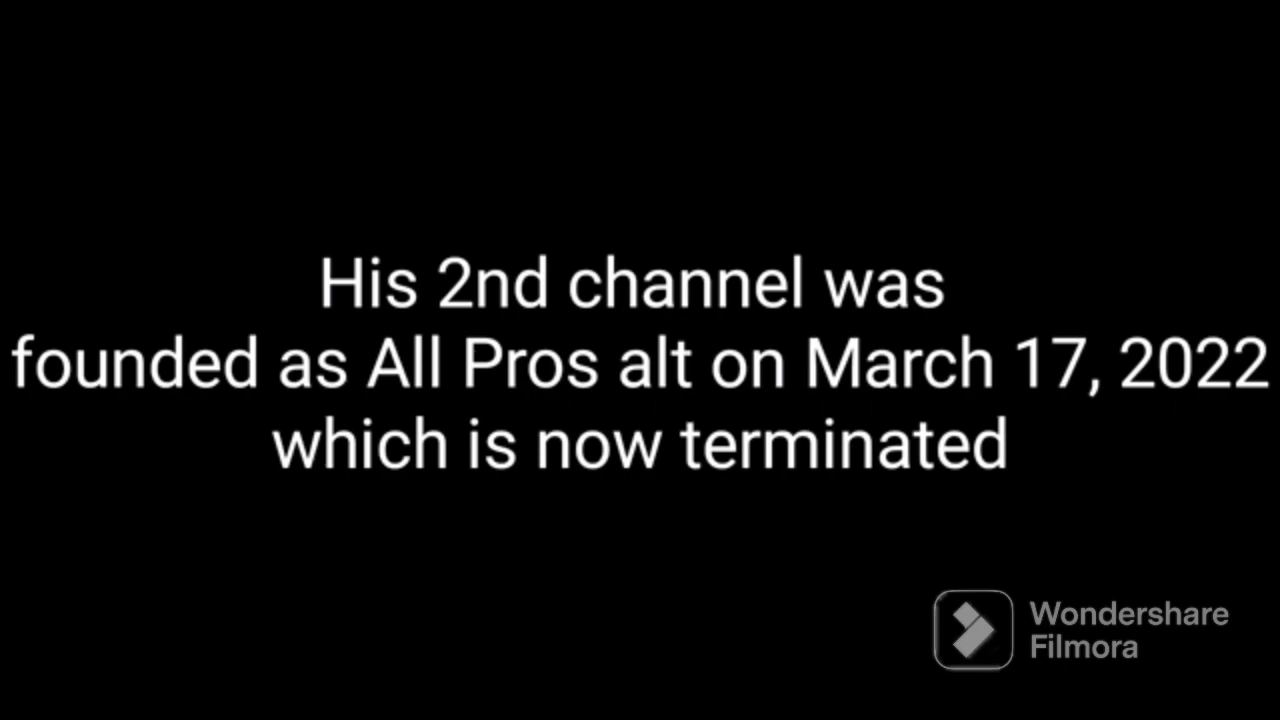 His 2nd channel was
founded as All Pros alt on March 17, 2022
which is now terminated
Wondershare
Filmora